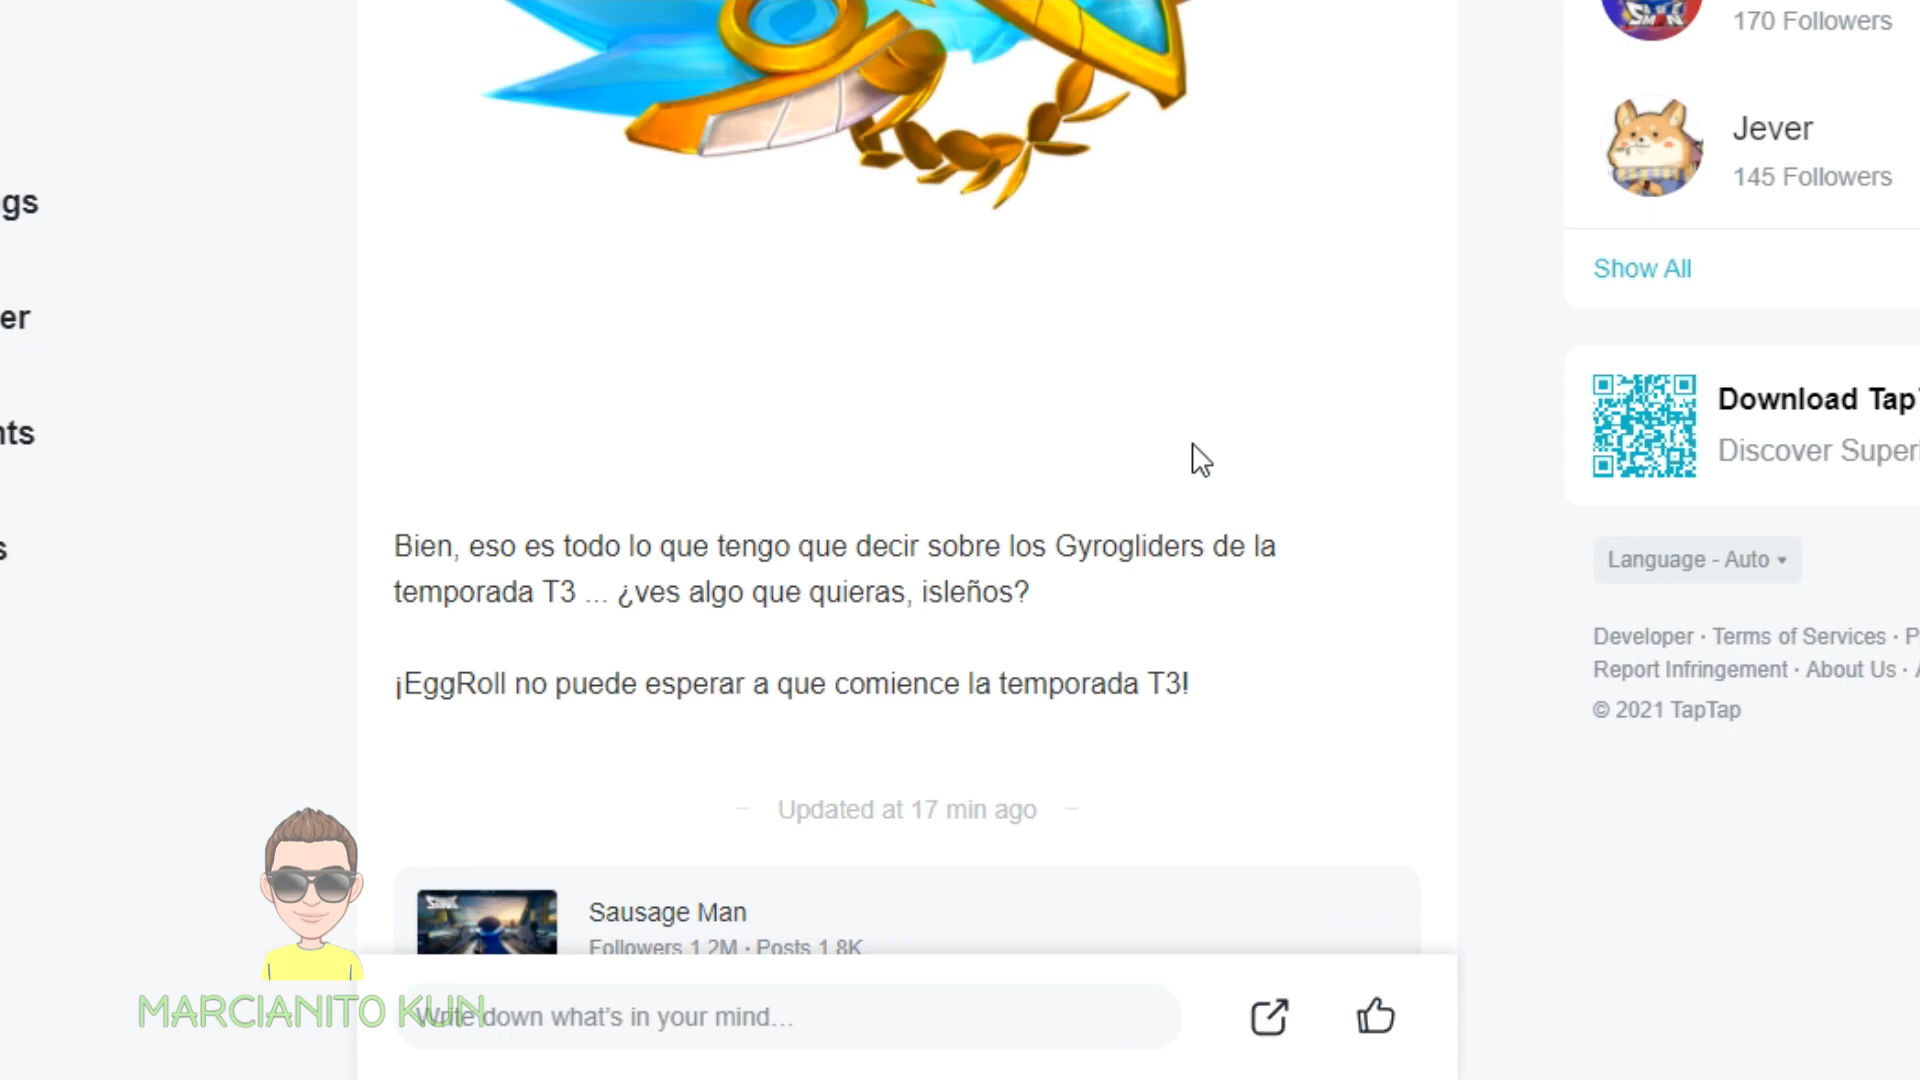 170 Followers
Jever
145 Followers
Show All
gs
er
nts
s
Download Tap
Discover Super
Language - Auto
Developer · Terms of Services · P
Report Infringement · About Us ·
© 2021 TapTap
Bien, eso es todo lo que tengo que decir sobre los Gyrogliders de la
temporada T3 ... ¿ves algo que quieras, isleños?
¡EggRoll no puede esperar a que comience la temporada T3!
Updated at 17 min ago
Sausage Man
Followers 1.2M · Posts 1.8K
MARCIANITO KUN
Write down what's in your mind...